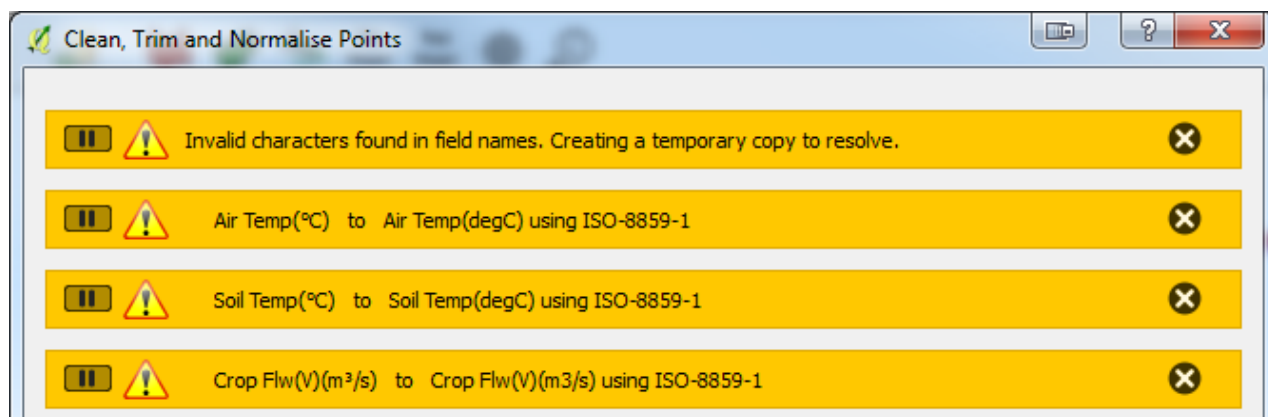 Clean, Trim and Normalise Points
Invalid characters found in field names. Creating a temporary copy to resolve.
Air Temp(°C) to Air Temp(degC) using ISO-8859-1
Soil Temp(°C) to Soil Temp(degC) using ISO-8859-1
Crop Flw(V)(m³/s) to Crop Flw(V)(m3/s) using ISO-8859-1